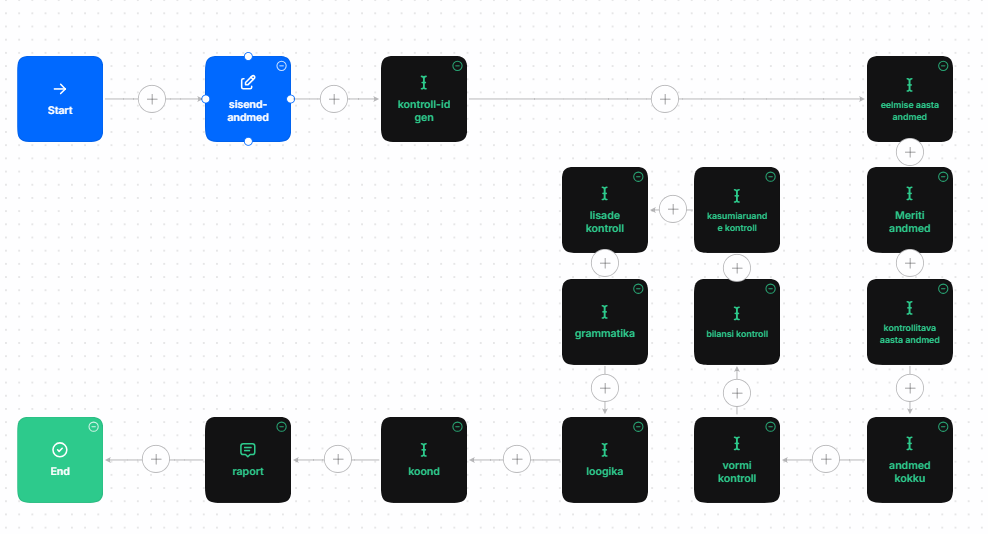 Start
sisend-
andmed
kontroll-id
gen
eelmise aasta
andmed
lisade
kontroll
kasumiaruand
e kontroll
Meriti
andmed
grammatika
bilansi kontroll
kontrollitava
aasta andmed
End
raport
koond
loogika
vormi
kontroll
andmed
kokku